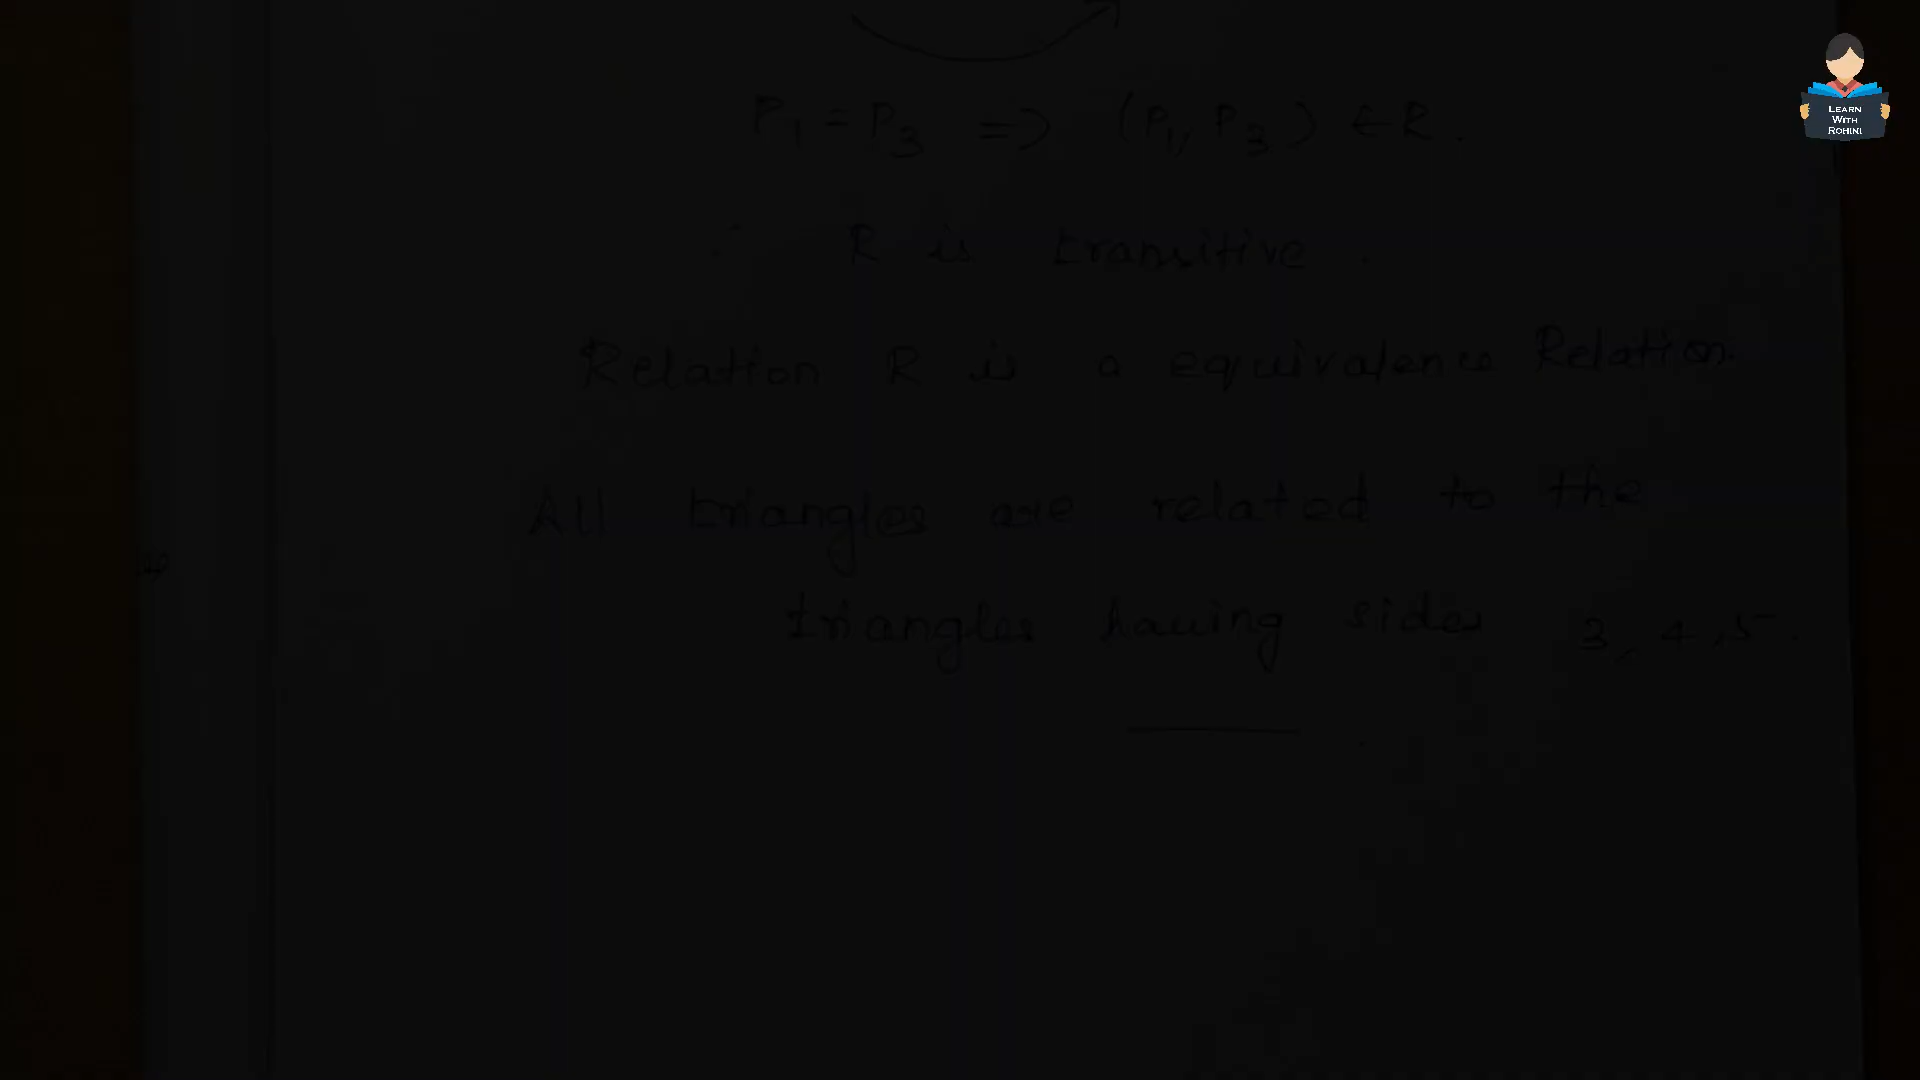 P1 = P3 => (P1, P3) ∈ R.
∴ R is transitive.
Relation R is a equivalence Relation.
All triangles are related to the
triangles having sides 3, 4, 5.
LEARN
WITH
ROHINI